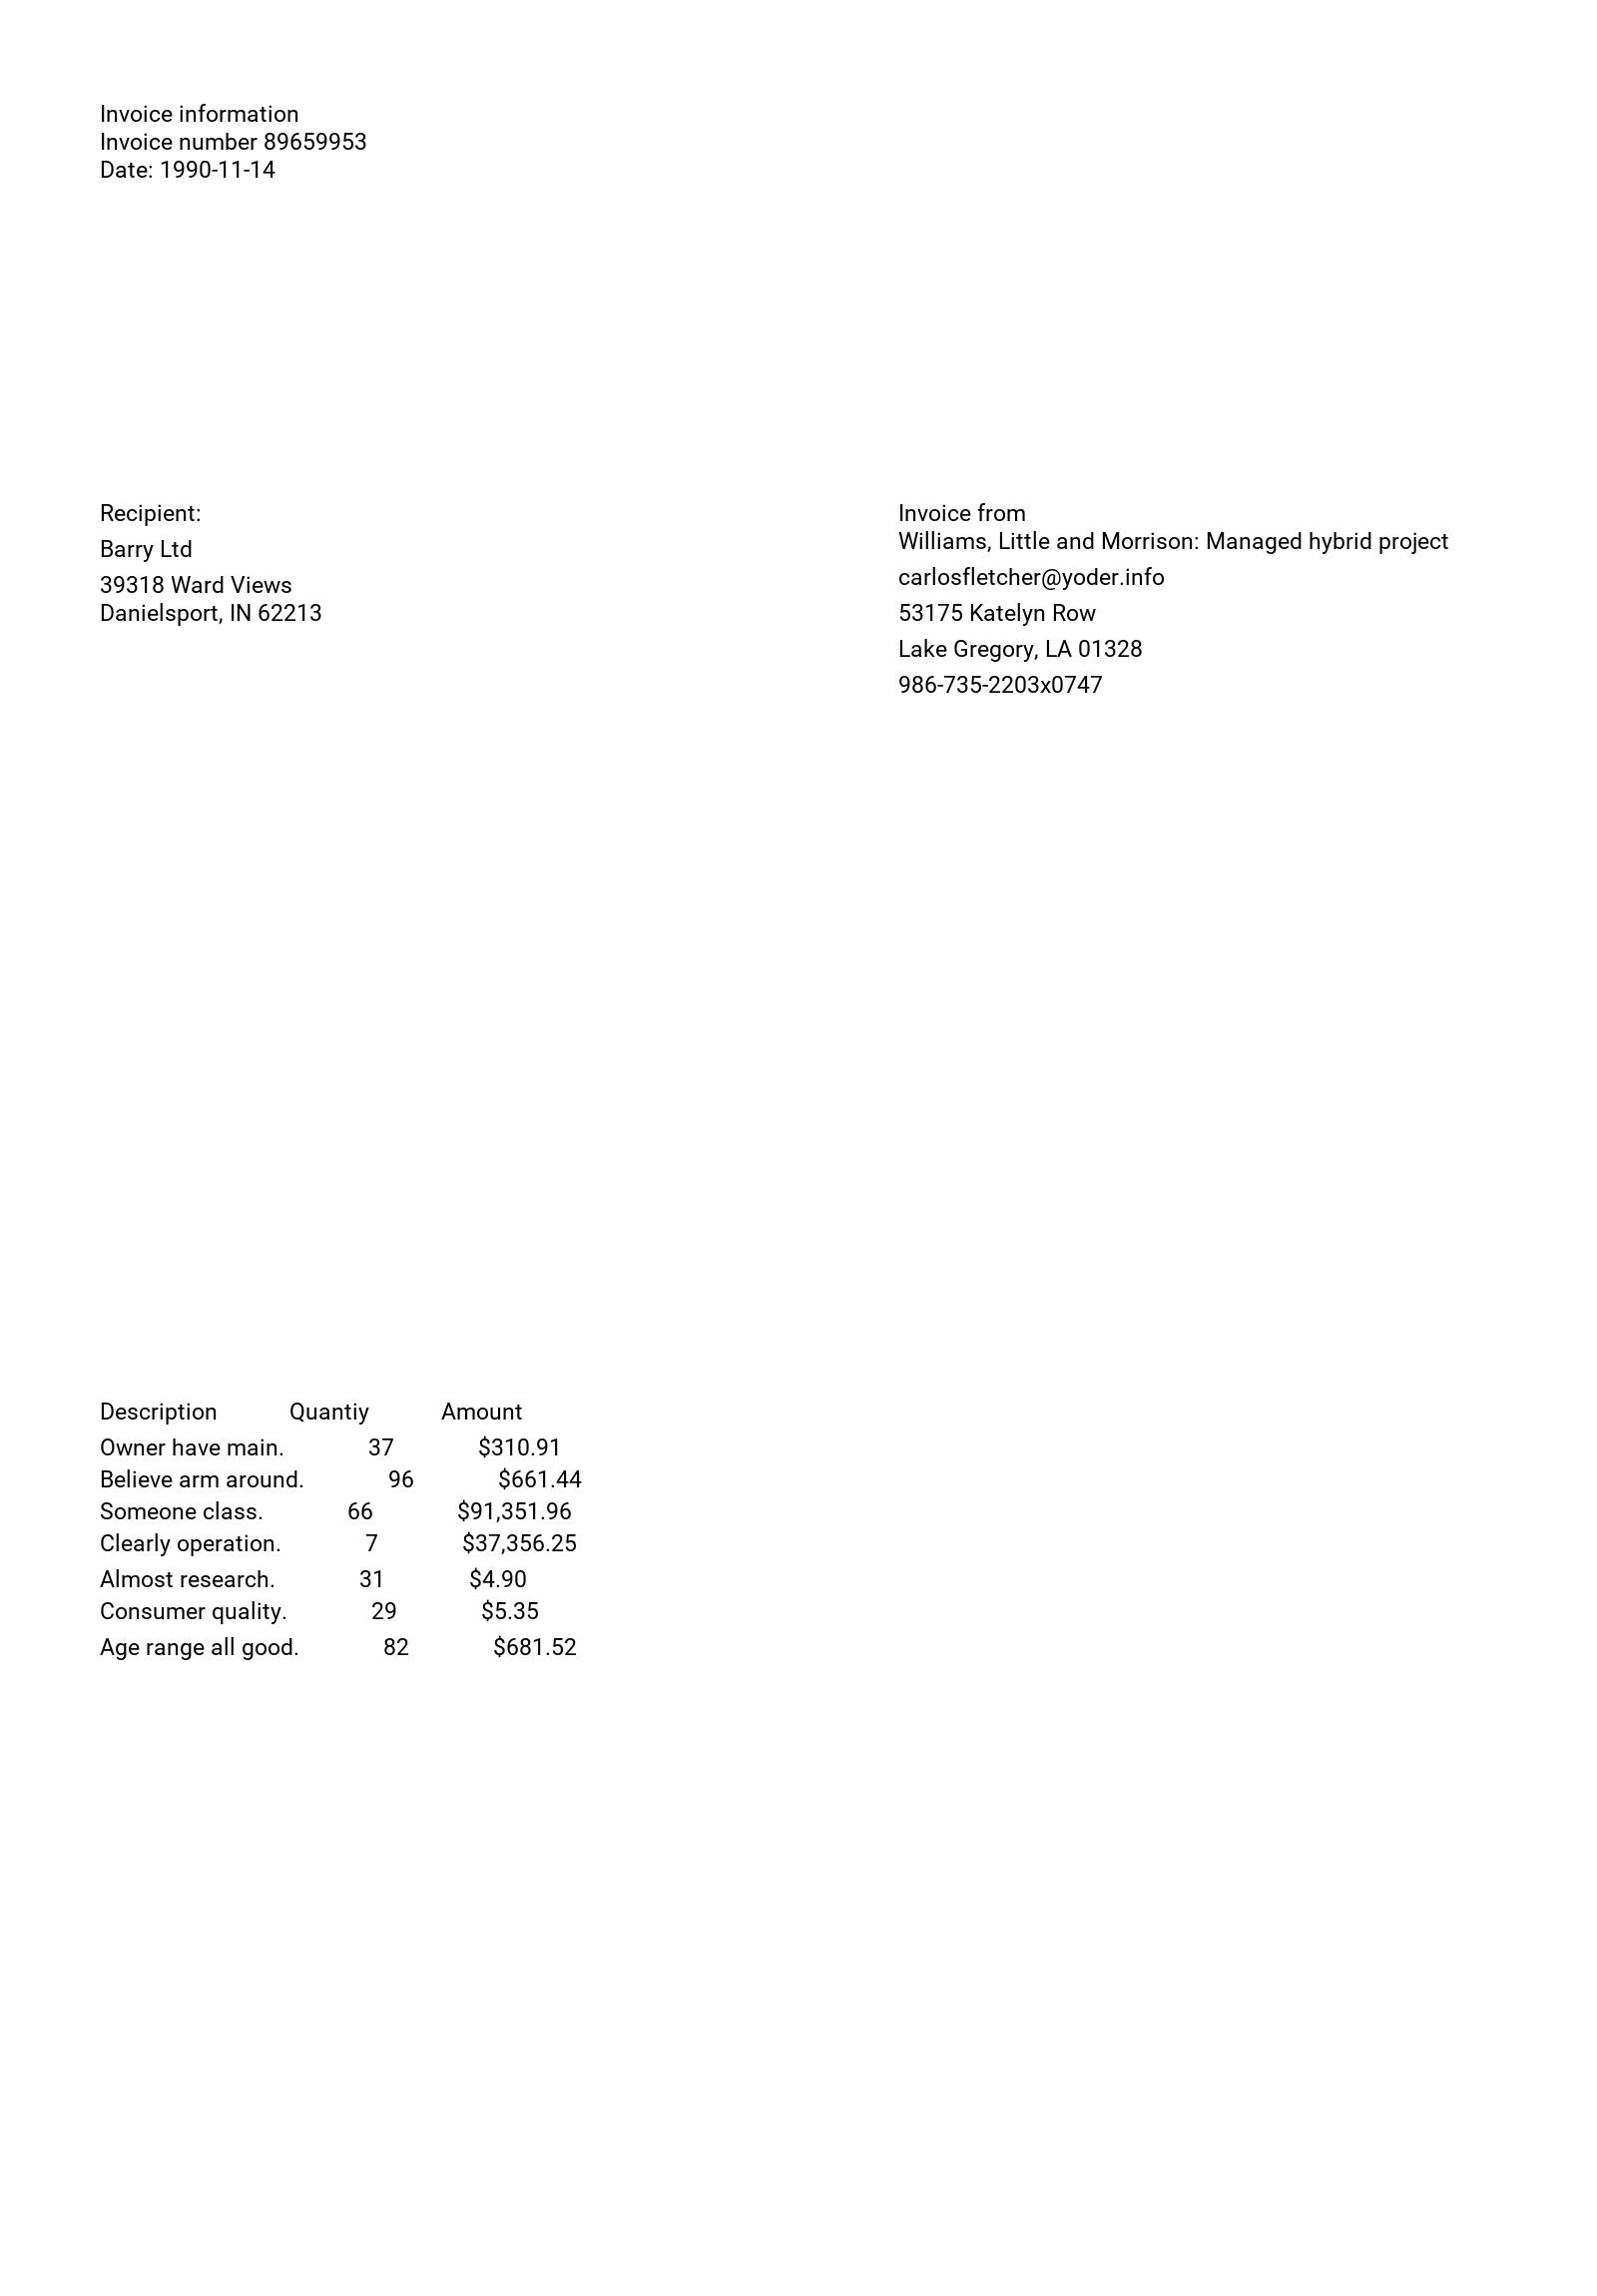 Invoice information
Invoice number 89659953
Date: 1990-11-14
Recipient:
Barry Ltd
39318 Ward Views
Danielsport, IN 62213
Invoice from
Williams, Little and Morrison: Managed hybrid project
carlosfletcher@yoder.info
53175 Katelyn Row
Lake Gregory, LA 01328
986-735-2203x0747
Description Quantiy Amount
Owner have main. 37 $310.91
Believe arm around. 96 $661.44
Someone class. 66 $91,351.96
Clearly operation. 7 $37,356.25
Almost research. 31 $4.90
Consumer quality. 29 $5.35
Age range all good. 82 $681.52